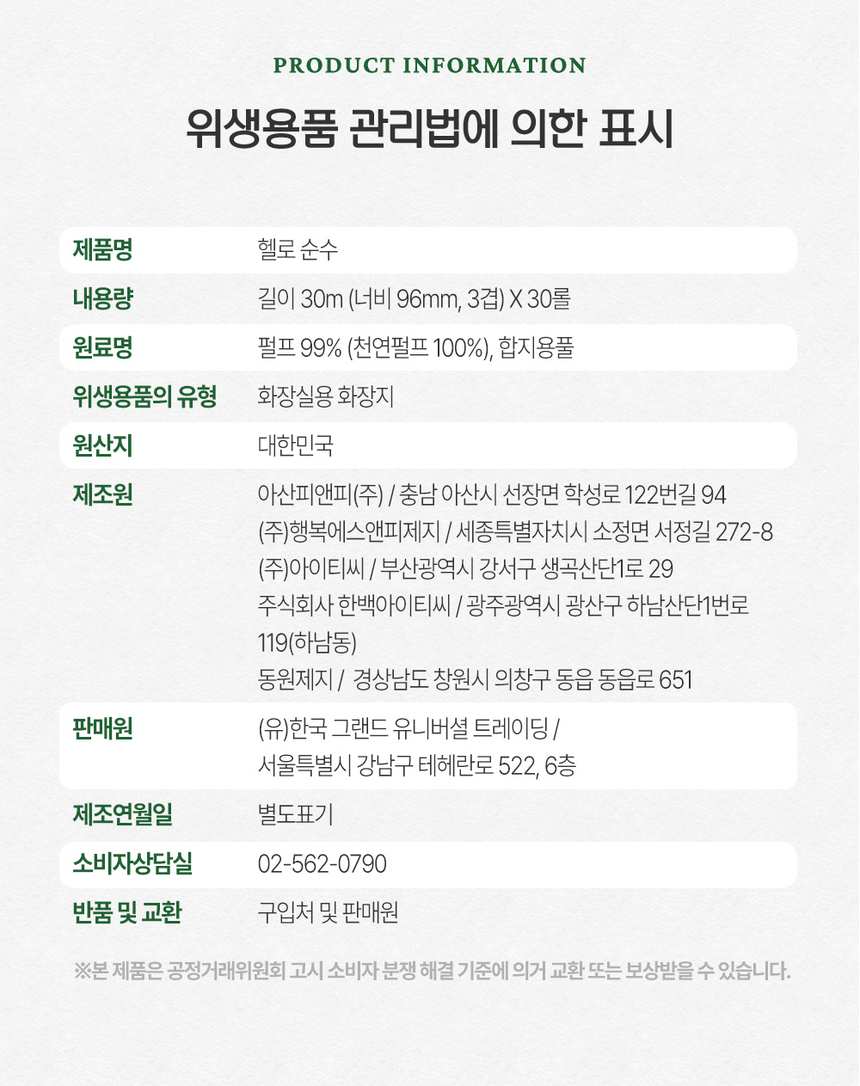 PRODUCT INFORMATION
위생용품 관리법에 의한 표시
제품명 헬로 순수
내용량 길이 30m (너비 96mm, 3겹) X 30롤
원료명 펄프 99% (천연펄프 100%), 합지용풀
위생용품의 유형 화장실용 화장지
원산지 대한민국
제조원 아산피앤피(주) / 충남 아산시 선장면 학성로 122번길 94
(주)행복에스앤피제지 / 세종특별자치시 소정면 서정길 272-8
(주)아이티씨 / 부산광역시 강서구 생곡산단1로 29
주식회사 한백아이티씨 / 광주광역시 광산구 하남산단1번로
119(하남동)
동원제지 / 경상남도 창원시 의창구 동읍 동읍로 651
판매원 (유)한국 그랜드 유니버셜 트레이딩 /
서울특별시 강남구 테헤란로 522, 6층
제조연월일 별도표기
소비자상담실 02-562-0790
반품 및 교환 구입처 및 판매원
※본 제품은 공정거래위원회 고시 소비자 분쟁 해결 기준에 의거 교환 또는 보상받을 수 있습니다.